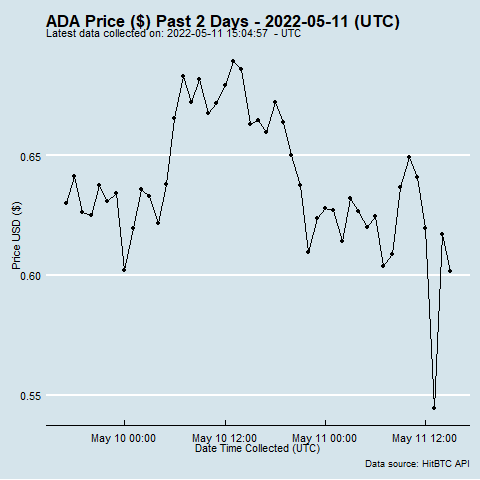 ADA Price ($) Past 2 Days - 2022-05-11 (UTC)
Latest data collected on: 2022-05-11 15:04:57  - UTC
0.65
0.60
0.55
Price USD ($)
May 10 00:00
May 10 12:00
May 11 00:00
May 11 12:00
Date Time Collected (UTC)
Data source: HitBTC API